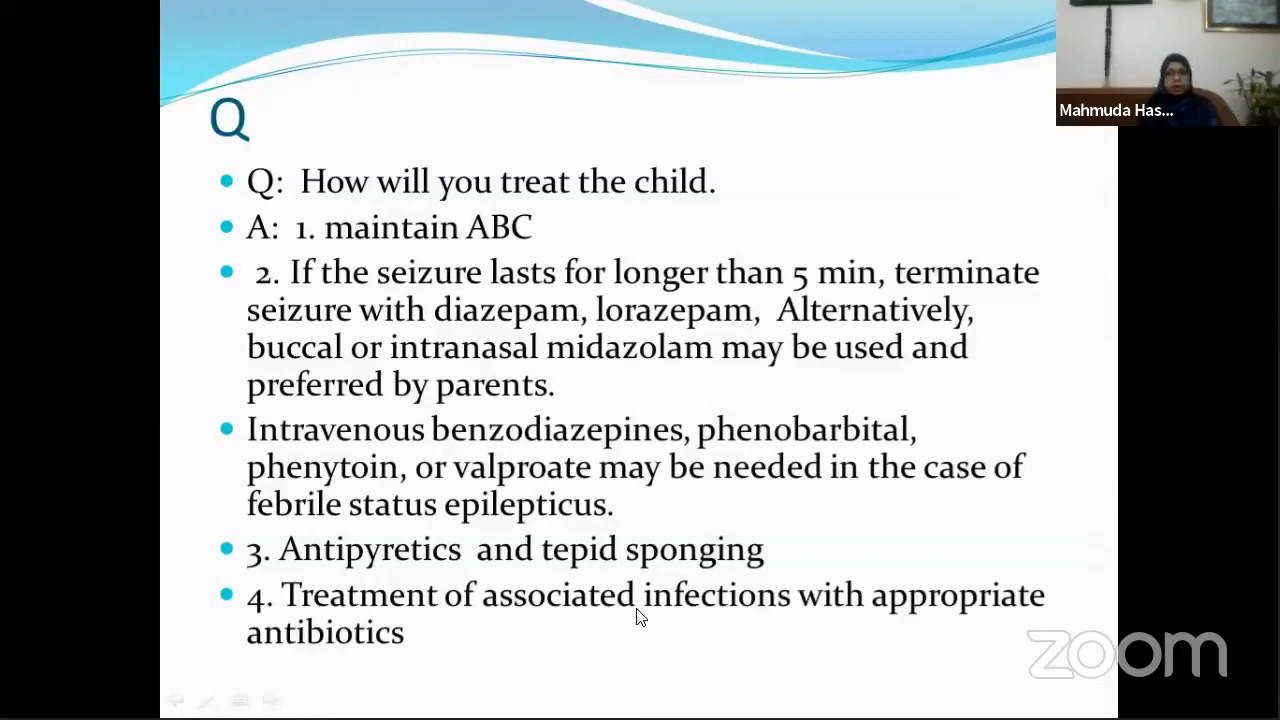 Mahmuda Has...
Q
Q: How will you treat the child.
A: 1. maintain ABC
2. If the seizure lasts for longer than 5 min, terminate
seizure with diazepam, lorazepam, Alternatively,
buccal or intranasal midazolam may be used and
preferred by parents.
Intravenous benzodiazepines, phenobarbital,
phenytoin, or valproate may be needed in the case of
febrile status epilepticus.
3. Antipyretics and tepid sponging
4. Treatment of associated infections with appropriate
antibiotics
zoom